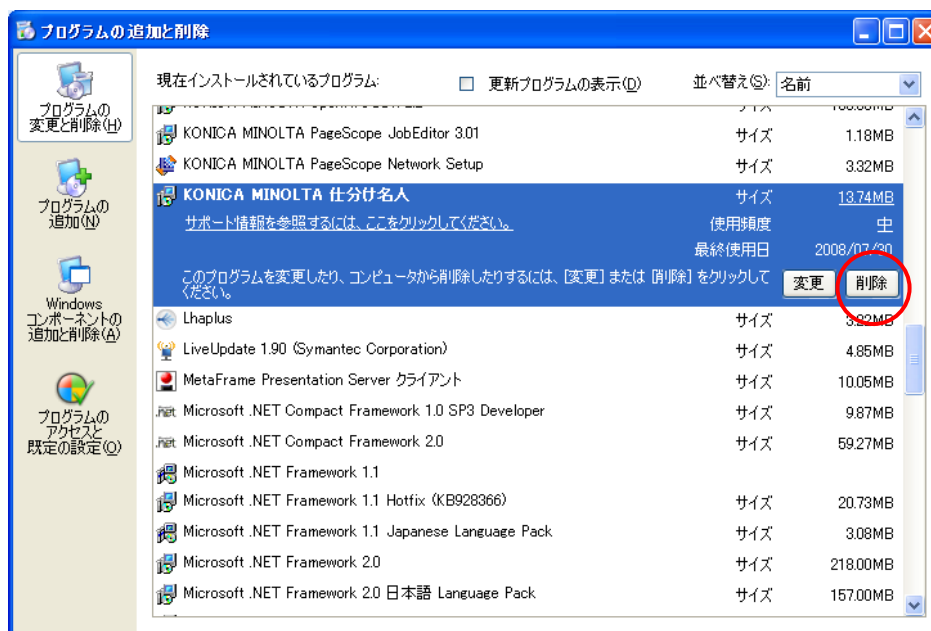 プログラムの追加と削除
プログラムの
変更と削除(H)
プログラムの
追加(N)
Windows
コンポーネントの
追加と削除(A)
プログラムの
アクセスと
既定の設定(O)
現在インストールされているプログラム:
更新プログラムの表示(D)
並べ替え(S): 名前
KONICA MINOLTA PageScope JobEditor 3.01 サイズ 1.18MB
KONICA MINOLTA PageScope Network Setup サイズ 3.32MB
KONICA MINOLTA 仕分け名人 サイズ 13.74MB
サポート情報を参照するには、ここをクリックしてください。 使用頻度 中
最終使用日 2008/07/30
このプログラムを変更したり、コンピュータから削除したりするには、[変更] または [削除] をクリックして
ください。
変更 削除
Lhaplus サイズ 3.22MB
LiveUpdate 1.90 (Symantec Corporation) サイズ 4.85MB
MetaFrame Presentation Server クライアント サイズ 10.05MB
Microsoft .NET Compact Framework 1.0 SP3 Developer サイズ 9.87MB
Microsoft .NET Compact Framework 2.0 サイズ 59.27MB
Microsoft .NET Framework 1.1
Microsoft .NET Framework 1.1 Hotfix (KB928366) サイズ 20.73MB
Microsoft .NET Framework 1.1 Japanese Language Pack サイズ 3.08MB
Microsoft .NET Framework 2.0 サイズ 218.00MB
Microsoft .NET Framework 2.0 日本語 Language Pack サイズ 157.00MB